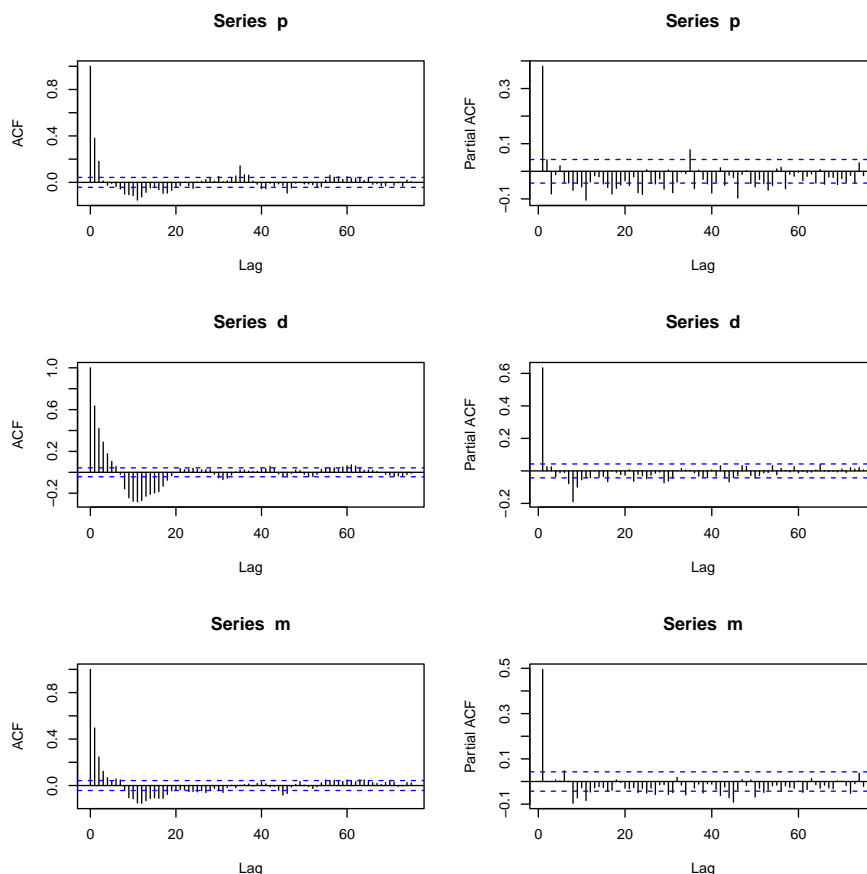 Series p
ACF
0.0 0.4 0.8
0 20 40 60
Lag
Series p
Partial ACF
−0.1 0.1 0.4
0 20 40 60
Lag
Series d
ACF
−0.2 0.2 0.6 1.0
0 20 40 60
Lag
Series d
Partial ACF
−0.2 0.2 0.6
0 20 40 60
Lag
Series m
ACF
0.0 0.4 0.8
0 20 40 60
Lag
Series m
Partial ACF
−0.1 0.1 0.3 0.5
0 20 40 60
Lag